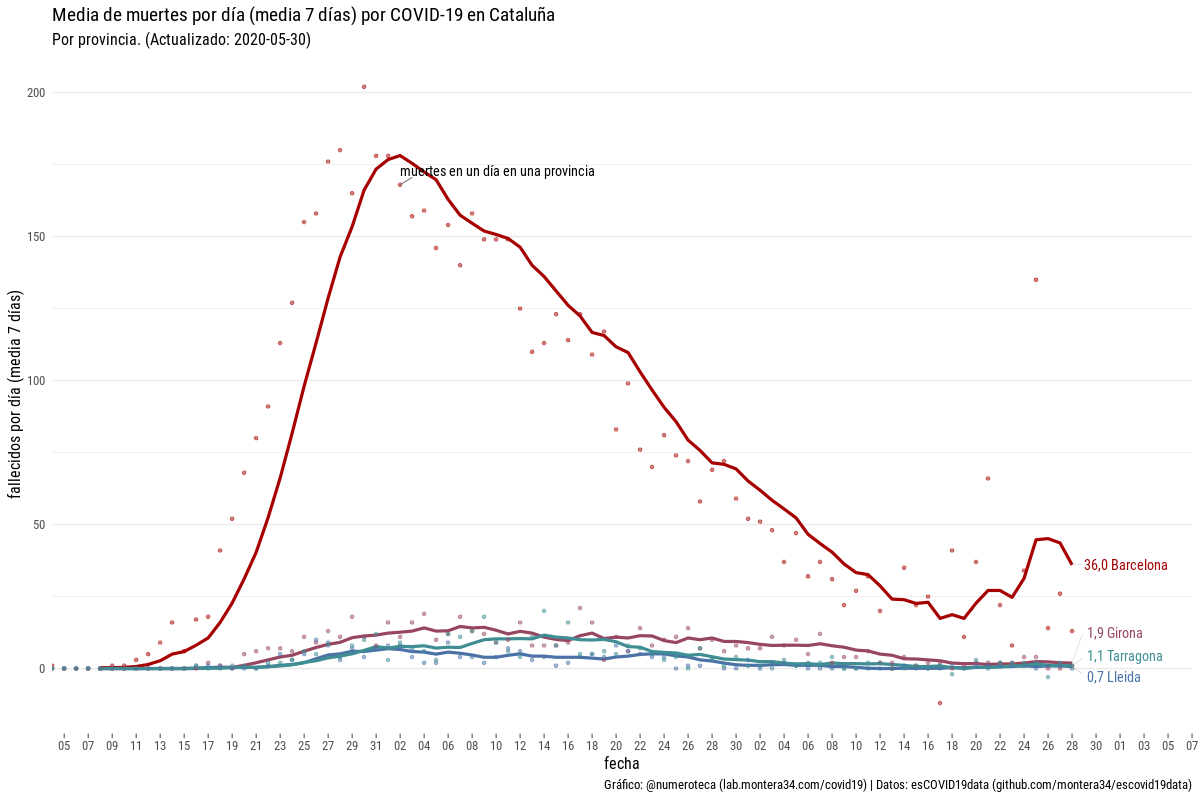 Media de muertes por día (media 7 días) por COVID-19 en Cataluña
Por provincia. (Actualizado: 2020-05-30)
fallecidos por día (media 7 días)
200
150
100
50
0
muertes en un día en una provincia
36,0 Barcelona
1,9 Girona
1,1 Tarragona
0,7 Lleida
05 07 09 11 13 15 17 19 21 23 25 27 29 31 02 04 06 08 10 12 14 16 18 20 22 24 26 28 30 02 04 06 08 10 12 14 16 18 20 22 24 26 28 30 01 03 05 07
fecha
Gráfico: @numeroteca (lab.montera34.com/covid19) | Datos: esCOVID19data (github.com/montera34/escovid19data)